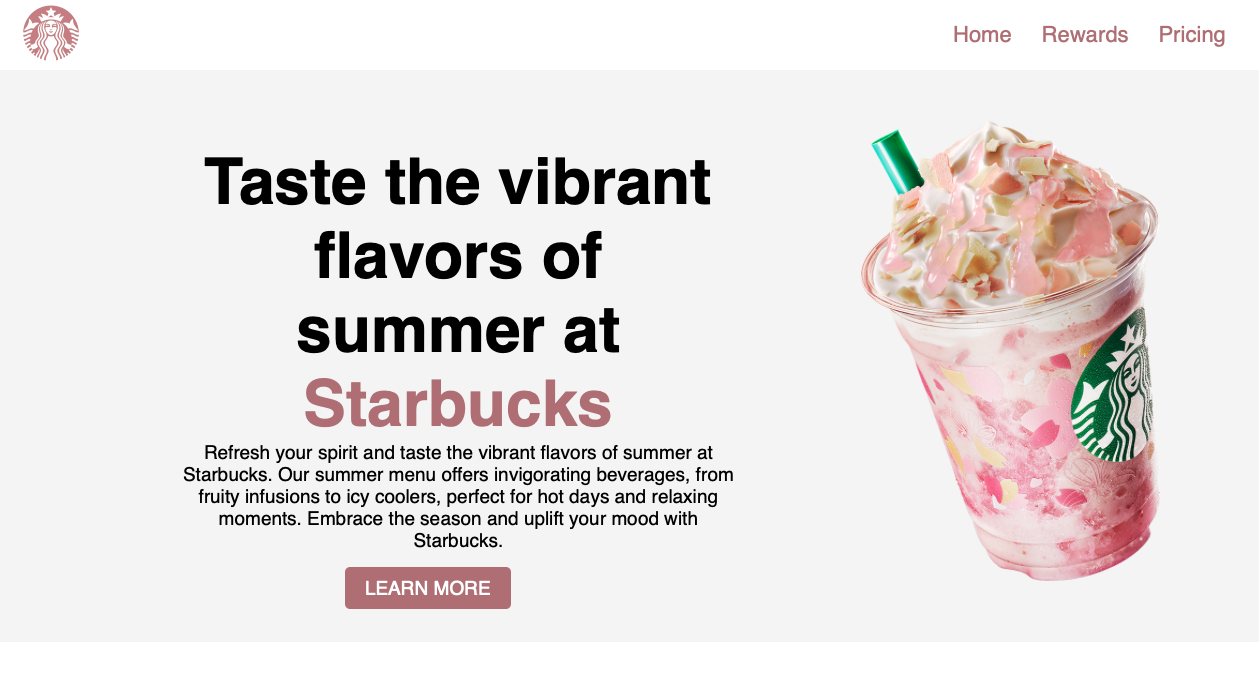 Home Rewards Pricing
Taste the vibrant
flavors of
summer at
Starbucks
Refresh your spirit and taste the vibrant flavors of summer at
Starbucks. Our summer menu offers invigorating beverages, from
fruity infusions to icy coolers, perfect for hot days and relaxing
moments. Embrace the season and uplift your mood with
Starbucks.
LEARN MORE